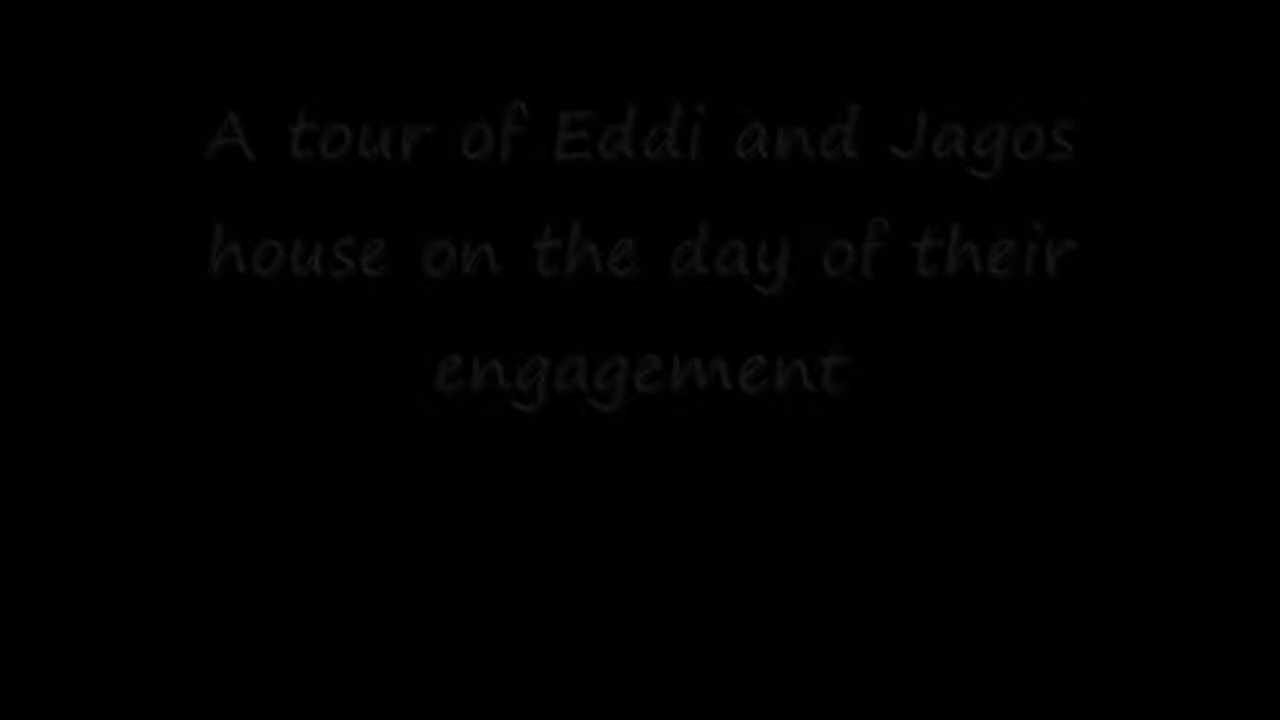 A tour of Eddi and Jagos
house on the day of their
engagement